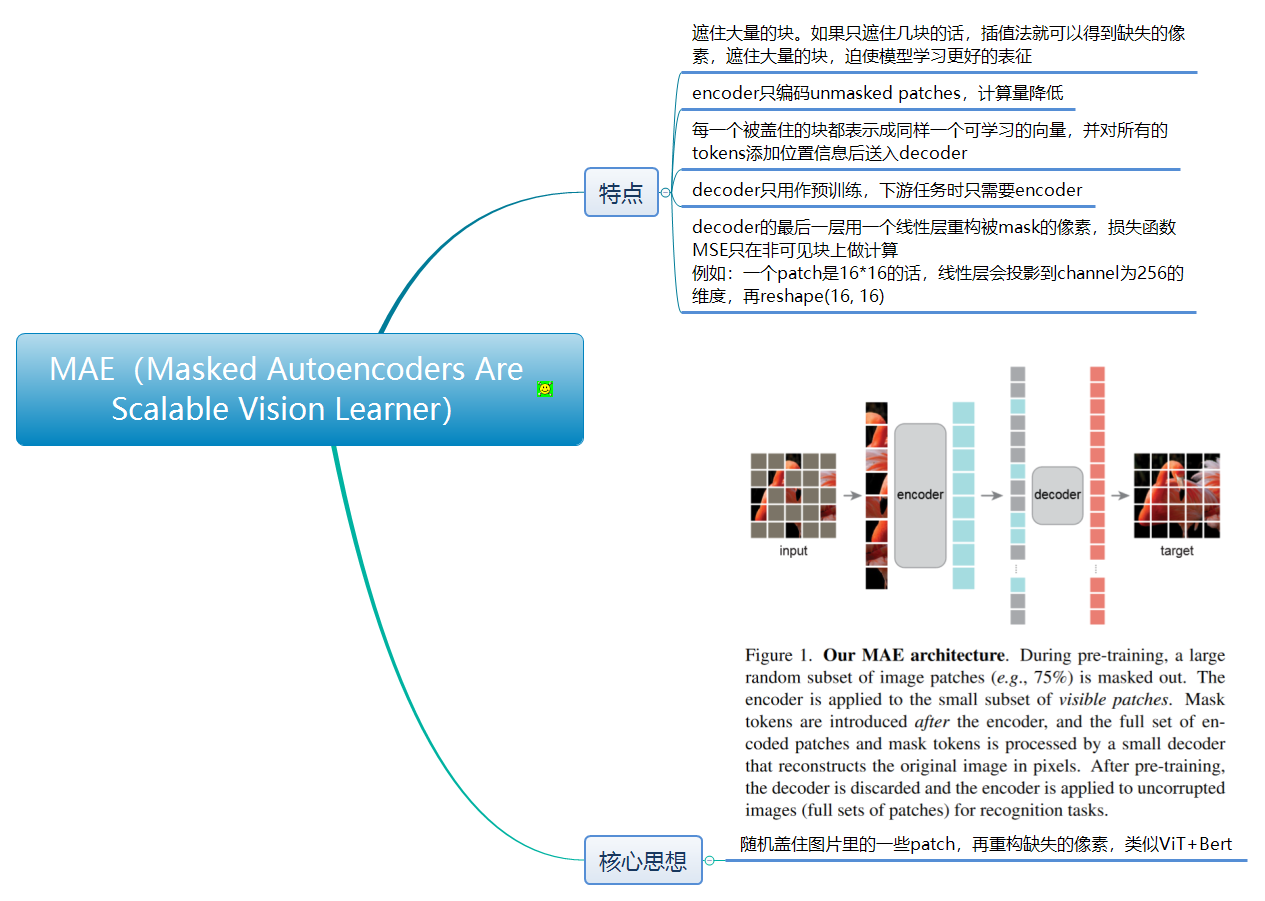 遮住大量的块。如果只遮住几块的话，插值法就可以得到缺失的像
素，遮住大量的块，迫使模型学习更好的表征
encoder只编码unmasked patches，计算量降低
每一个被盖住的块都表示成同样一个可学习的向量，并对所有的
tokens添加位置信息后送入decoder
特点
decoder只用作预训练，下游任务时只需要encoder
decoder的最后一层用一个线性层重构被mask的像素，损失函数
MSE只在非可见块上做计算
例如：一个patch是16*16的话，线性层会投影到channel为256的
维度，再reshape(16, 16)
MAE（Masked Autoencoders Are
Scalable Vision Learner）
encoder
decoder
input
target
Figure 1. Our MAE architecture. During pre-training, a large
random subset of image patches (e.g., 75%) is masked out. The
encoder is applied to the small subset of visible patches. Mask
tokens are introduced after the encoder, and the full set of en-
coded patches and mask tokens is processed by a small decoder
that reconstructs the original image in pixels. After pre-training,
the decoder is discarded and the encoder is applied to uncorrupted
images (full sets of patches) for recognition tasks.
核心思想
随机盖住图片里的一些patch，再重构缺失的像素，类似ViT+Bert